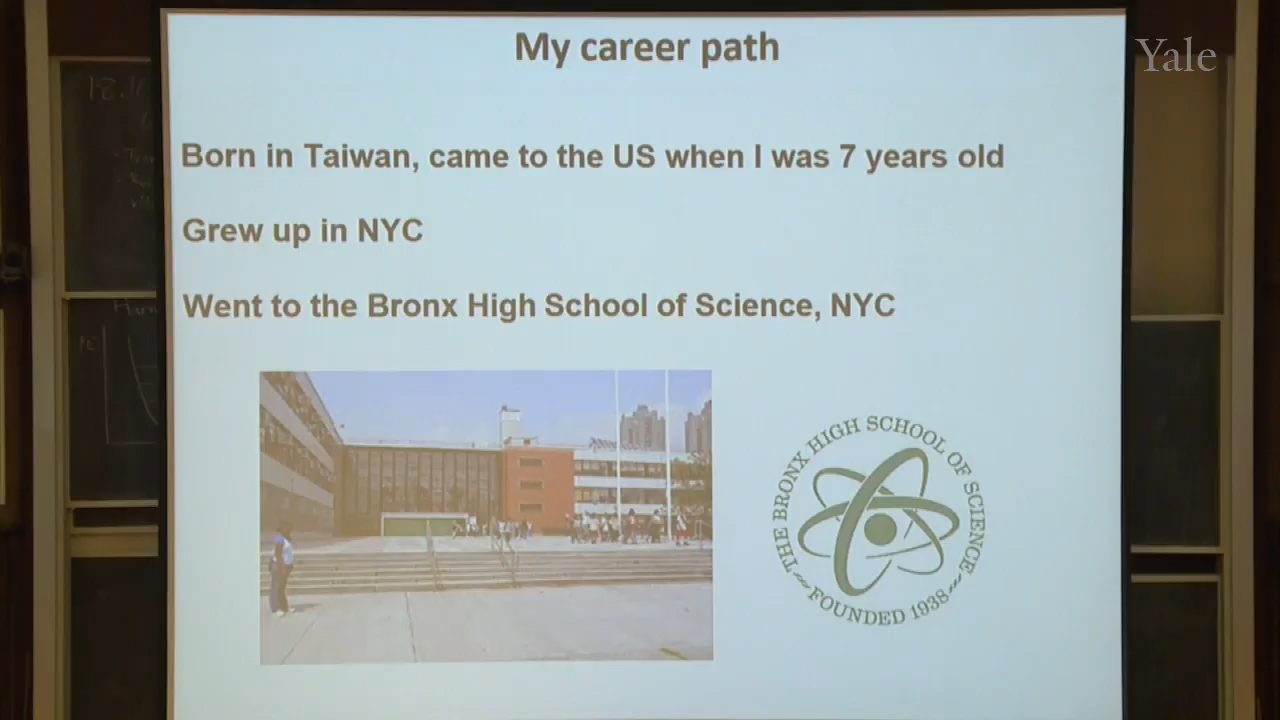 My career path
Yale
Born in Taiwan, came to the US when I was 7 years old
Grew up in NYC
Went to the Bronx High School of Science, NYC
THE BRONX HIGH SCHOOL OF SCIENCE
FOUNDED 1938